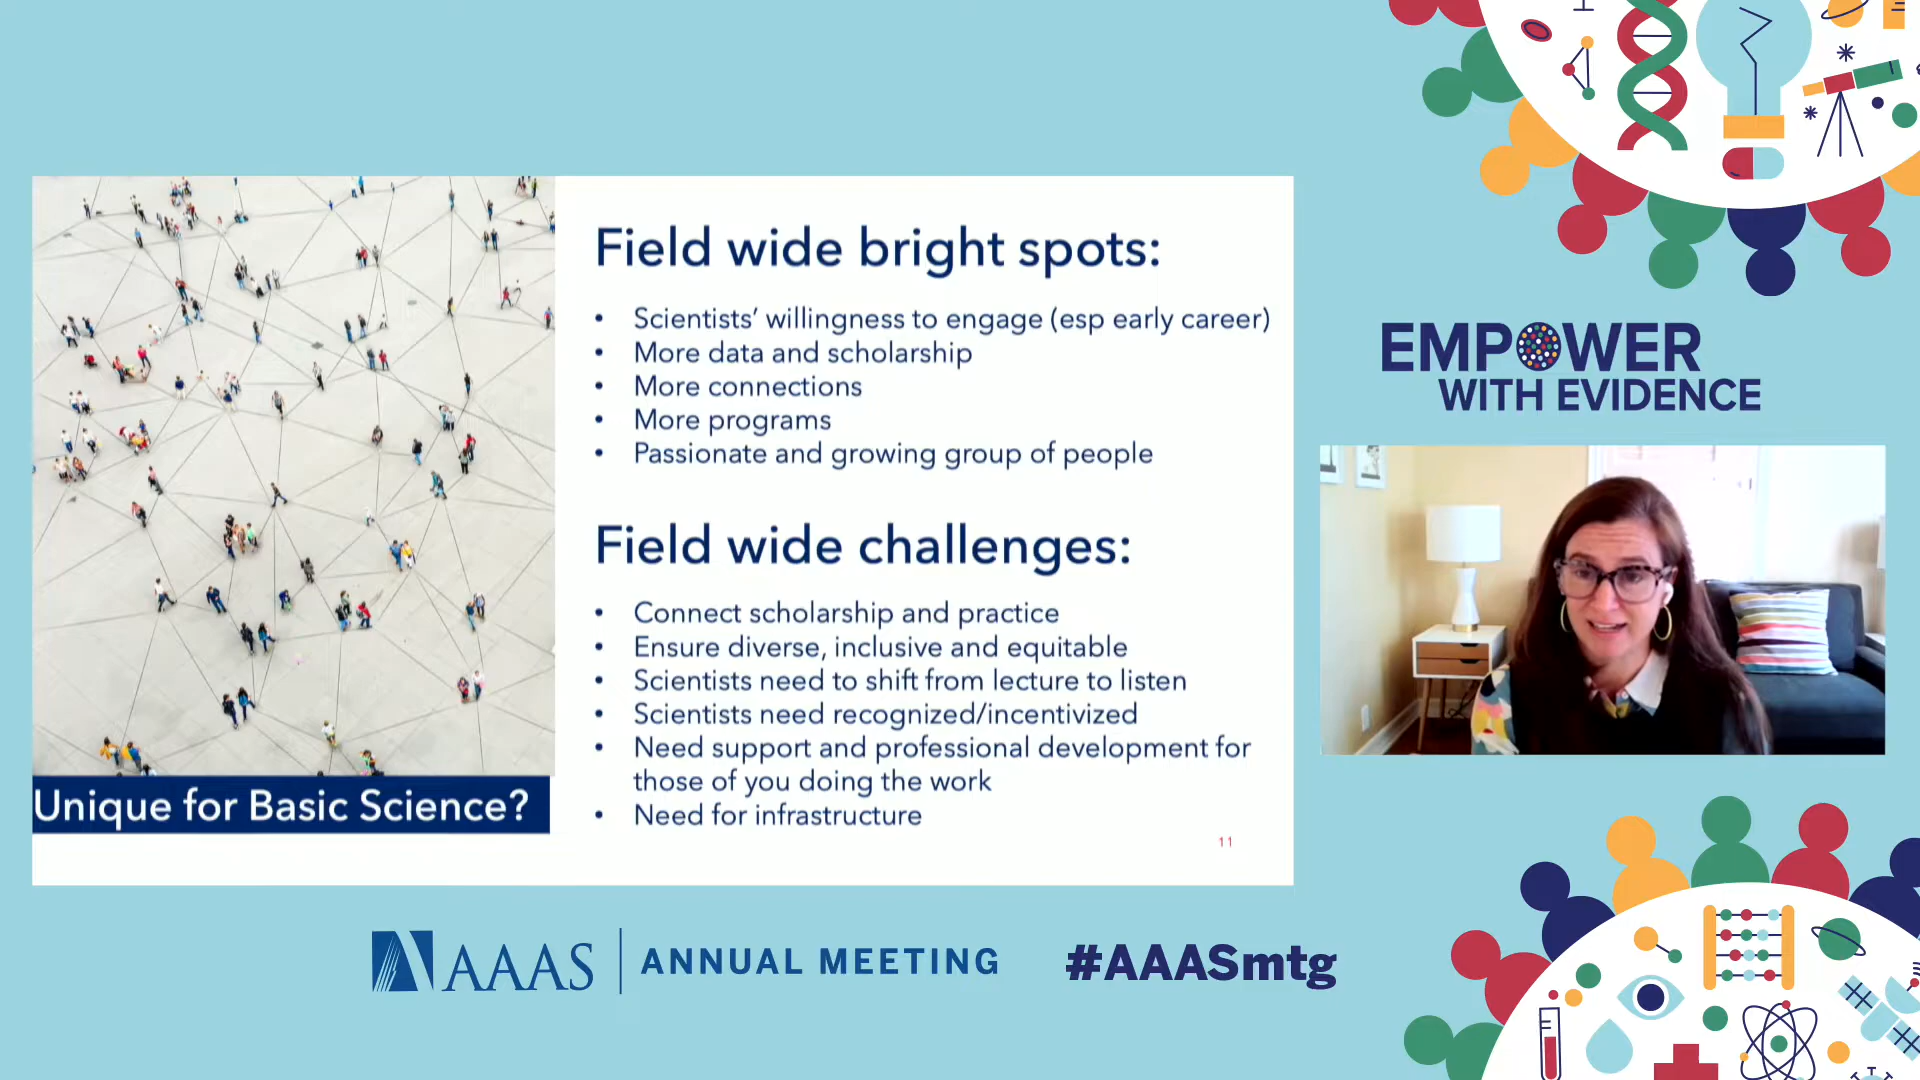 Field wide bright spots:
• Scientists’ willingness to engage (esp early career)
• More data and scholarship
• More connections
• More programs
• Passionate and growing group of people
Field wide challenges:
• Connect scholarship and practice
• Ensure diverse, inclusive and equitable
• Scientists need to shift from lecture to listen
• Scientists need recognized/incentivized
• Need support and professional development for
those of you doing the work
• Need for infrastructure
Unique for Basic Science?
11
EMPOWER
WITH EVIDENCE
AAAS | ANNUAL MEETING #AAASmtg